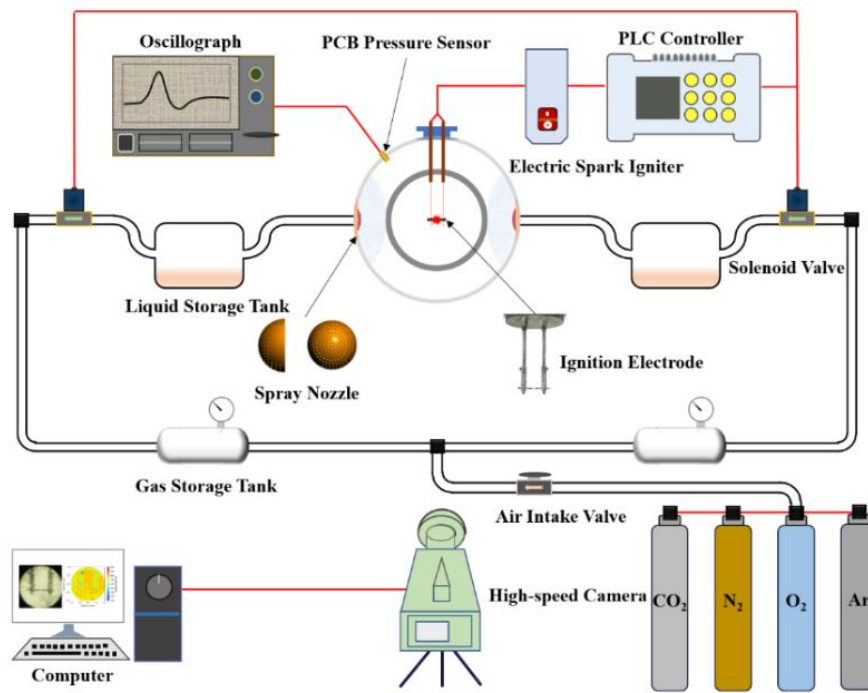 Oscillograph
PCB Pressure Sensor
PLC Controller
Electric Spark Igniter
Solenoid Valve
Liquid Storage Tank
Ignition Electrode
Spray Nozzle
Gas Storage Tank
Air Intake Valve
High-speed Camera
CO₂
N₂
O₂
Ar
Computer